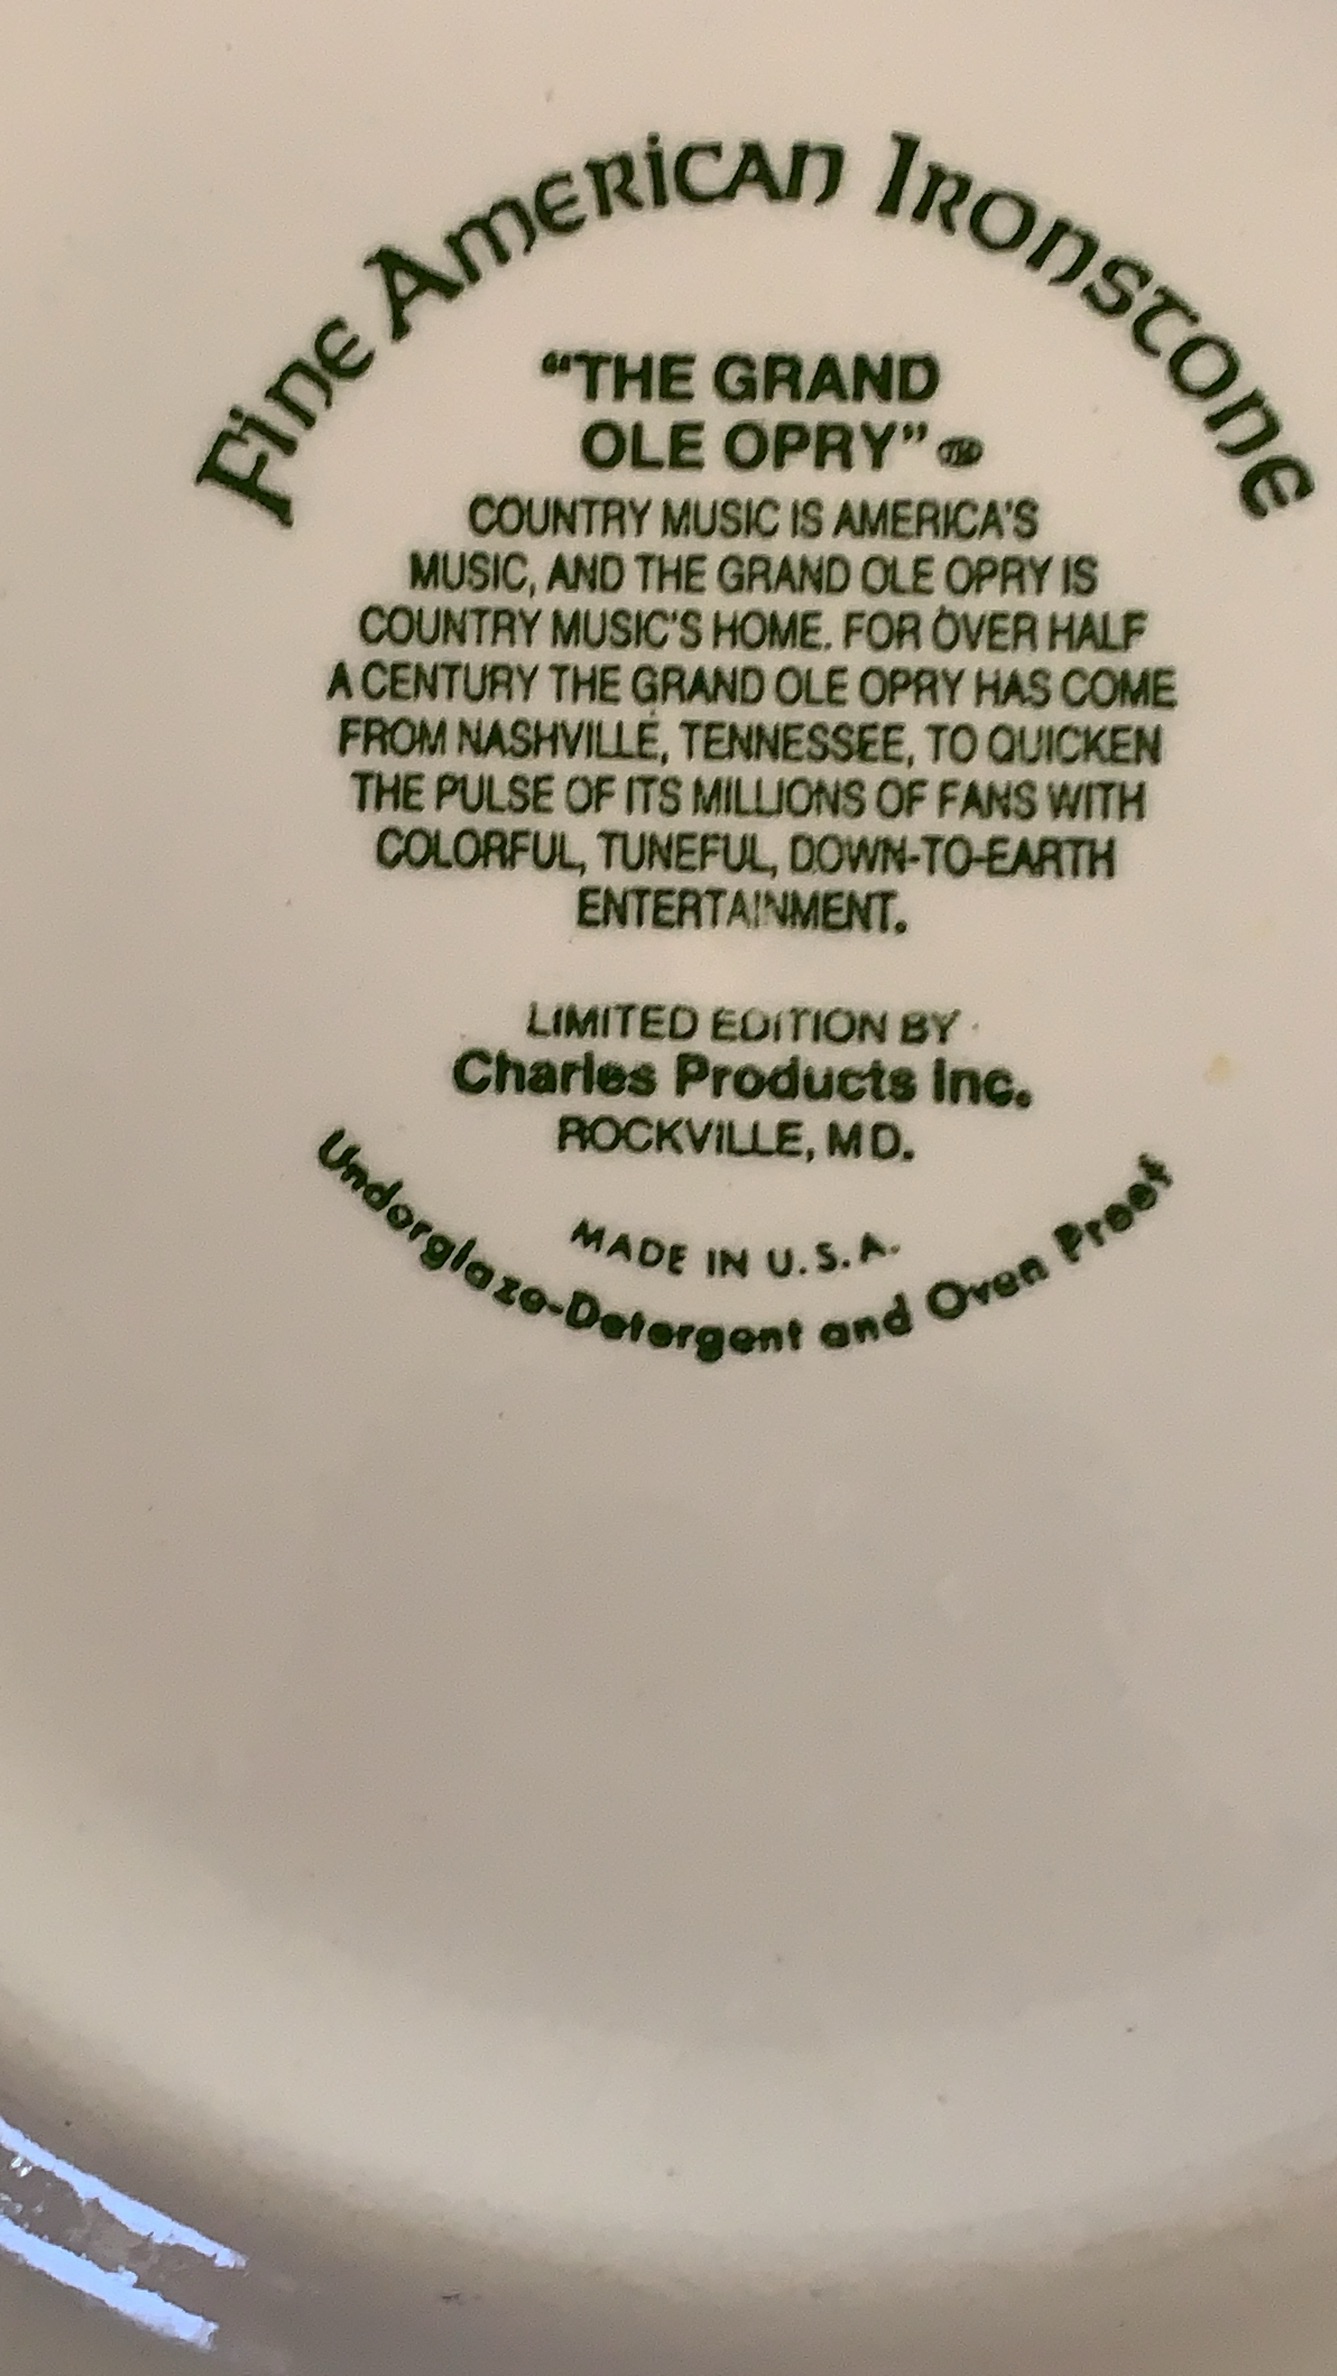 Fine American Ironstone
“THE GRAND
OLE OPRY” TM
COUNTRY MUSIC IS AMERICA'S
MUSIC, AND THE GRAND OLE OPRY IS
COUNTRY MUSIC'S HOME. FOR OVER HALF
A CENTURY THE GRAND OLE OPRY HAS COME
FROM NASHVILLE, TENNESSEE, TO QUICKEN
THE PULSE OF ITS MILLIONS OF FANS WITH
COLORFUL, TUNEFUL, DOWN-TO-EARTH
ENTERTAINMENT.
LIMITED EDITION BY
Charles Products Inc.
ROCKVILLE, MD.
MADE IN U.S.A.
Underglaze-Detergent and Oven Proof